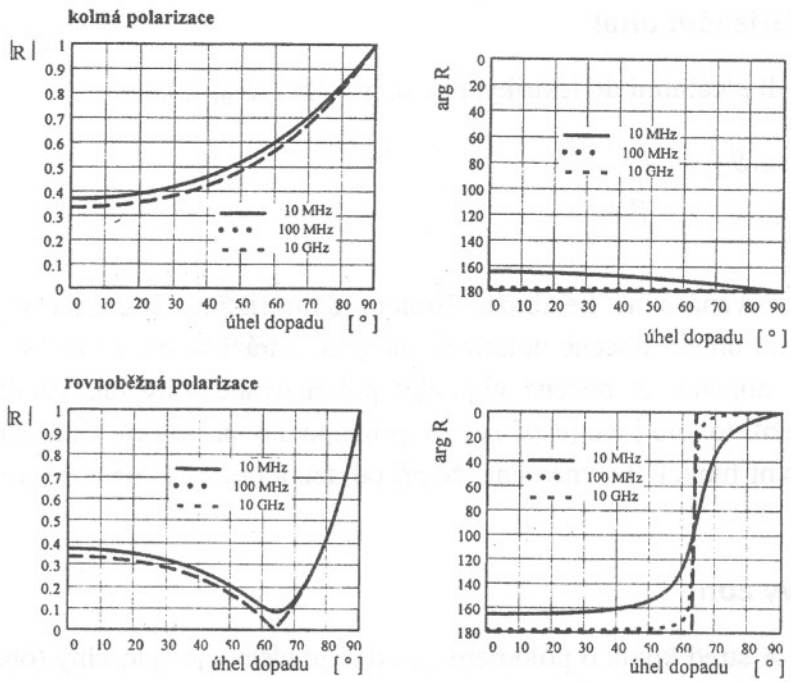 kolmá polarizace
|R|
1
0.9
0.8
0.7
0.6
0.5
0.4
0.3
0.2
0.1
0
10 MHz
100 MHz
10 GHz
0 10 20 30 40 50 60 70 80 90
úhel dopadu [ ° ]
arg R
0
20
40
60
80
100
120
140
160
180
10 MHz
100 MHz
10 GHz
0 10 20 30 40 50 60 70 80 90
úhel dopadu [ ° ]
rovnoběžná polarizace
|R|
1
0.9
0.8
0.7
0.6
0.5
0.4
0.3
0.2
0.1
0
10 MHz
100 MHz
10 GHz
0 10 20 30 40 50 60 70 80 90
úhel dopadu [ ° ]
arg R
0
20
40
60
80
100
120
140
160
180
10 MHz
100 MHz
10 GHz
0 10 20 30 40 50 60 70 80 90
úhel dopadu [ ° ]